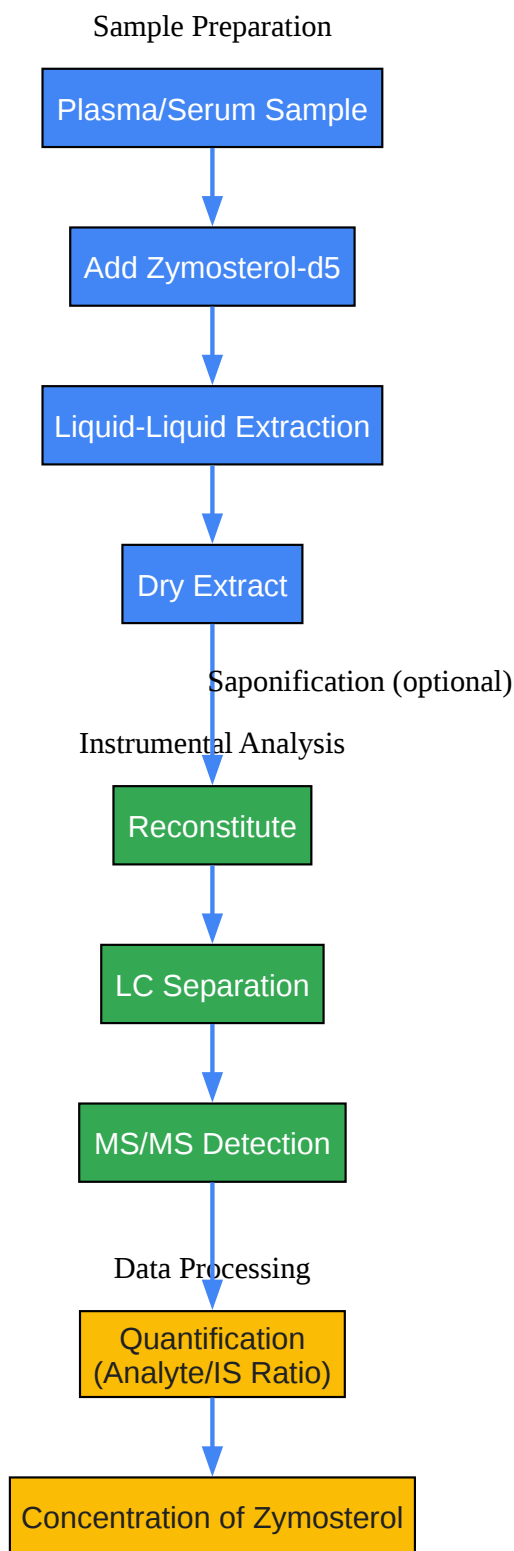 Sample Preparation
Plasma/Serum Sample
Add Zymosterol-d5
Liquid-Liquid Extraction
Dry Extract
Saponification (optional)
Instrumental Analysis
Reconstitute
LC Separation
MS/MS Detection
Data Processing
Quantification
(Analyte/IS Ratio)
Concentration of Zymosterol